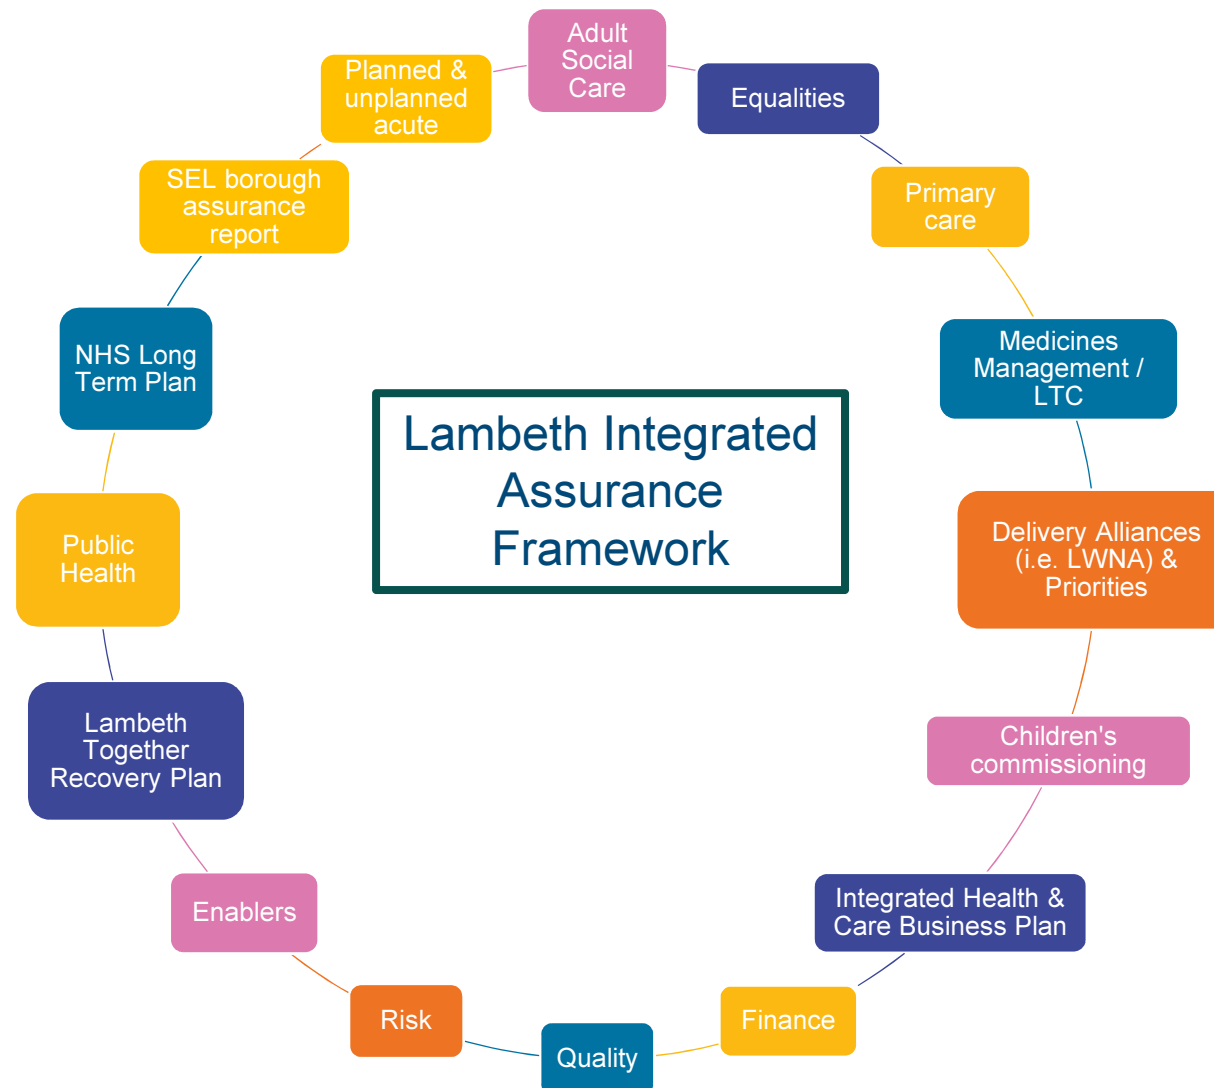 Adult
Social
Care
Equalities
Primary
care
Medicines
Management /
LTC
Delivery Alliances
(i.e. LWNA) &
Priorities
Children's
commissioning
Integrated Health &
Care Business Plan
Finance
Quality
Risk
Enablers
Lambeth
Together
Recovery Plan
Public
Health
NHS Long
Term Plan
SEL borough
assurance
report
Planned &
unplanned
acute
Lambeth Integrated
Assurance
Framework